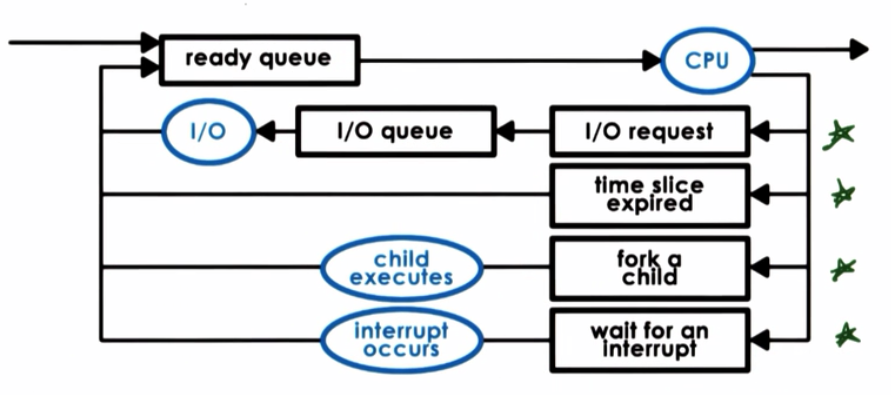 ready queue
CPU
I/O
I/O queue
I/O request
time slice
expired
child
executes
fork a
child
interrupt
occurs
wait for an
interrupt